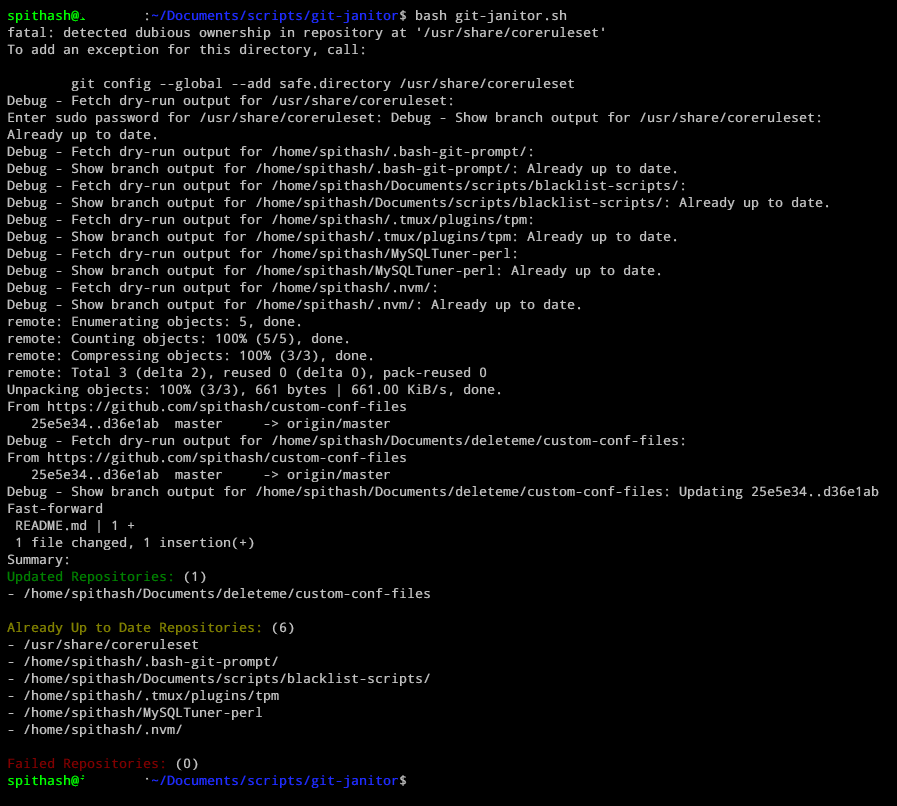 spithash@ :~/Documents/scripts/git-janitor$ bash git-janitor.sh
fatal: detected dubious ownership in repository at '/usr/share/coreruleset'
To add an exception for this directory, call:
git config --global --add safe.directory /usr/share/coreruleset
Debug - Fetch dry-run output for /usr/share/coreruleset:
Enter sudo password for /usr/share/coreruleset: Debug - Show branch output for /usr/share/coreruleset:
Already up to date.
Debug - Fetch dry-run output for /home/spithash/.bash-git-prompt/:
Debug - Show branch output for /home/spithash/.bash-git-prompt/: Already up to date.
Debug - Fetch dry-run output for /home/spithash/Documents/scripts/blacklist-scripts/:
Debug - Show branch output for /home/spithash/Documents/scripts/blacklist-scripts/: Already up to date.
Debug - Fetch dry-run output for /home/spithash/.tmux/plugins/tpm:
Debug - Show branch output for /home/spithash/.tmux/plugins/tpm: Already up to date.
Debug - Fetch dry-run output for /home/spithash/MySQLTuner-perl:
Debug - Show branch output for /home/spithash/MySQLTuner-perl: Already up to date.
Debug - Fetch dry-run output for /home/spithash/.nvm/:
Debug - Show branch output for /home/spithash/.nvm/: Already up to date.
remote: Enumerating objects: 5, done.
remote: Counting objects: 100% (5/5), done.
remote: Compressing objects: 100% (3/3), done.
remote: Total 3 (delta 2), reused 0 (delta 0), pack-reused 0
Unpacking objects: 100% (3/3), 661 bytes | 661.00 KiB/s, done.
From https://github.com/spithash/custom-conf-files
25e5e34..d36e1ab master -> origin/master
Debug - Fetch dry-run output for /home/spithash/Documents/deleteme/custom-conf-files:
From https://github.com/spithash/custom-conf-files
25e5e34..d36e1ab master -> origin/master
Debug - Show branch output for /home/spithash/Documents/deleteme/custom-conf-files: Updating 25e5e34..d36e1ab
Fast-forward
README.md | 1 +
1 file changed, 1 insertion(+)
Summary:
Updated Repositories: (1)
- /home/spithash/Documents/deleteme/custom-conf-files
Already Up to Date Repositories: (6)
- /usr/share/coreruleset
- /home/spithash/.bash-git-prompt/
- /home/spithash/Documents/scripts/blacklist-scripts/
- /home/spithash/.tmux/plugins/tpm
- /home/spithash/MySQLTuner-perl
- /home/spithash/.nvm/
Failed Repositories: (0)
spithash@ :~/Documents/scripts/git-janitor$